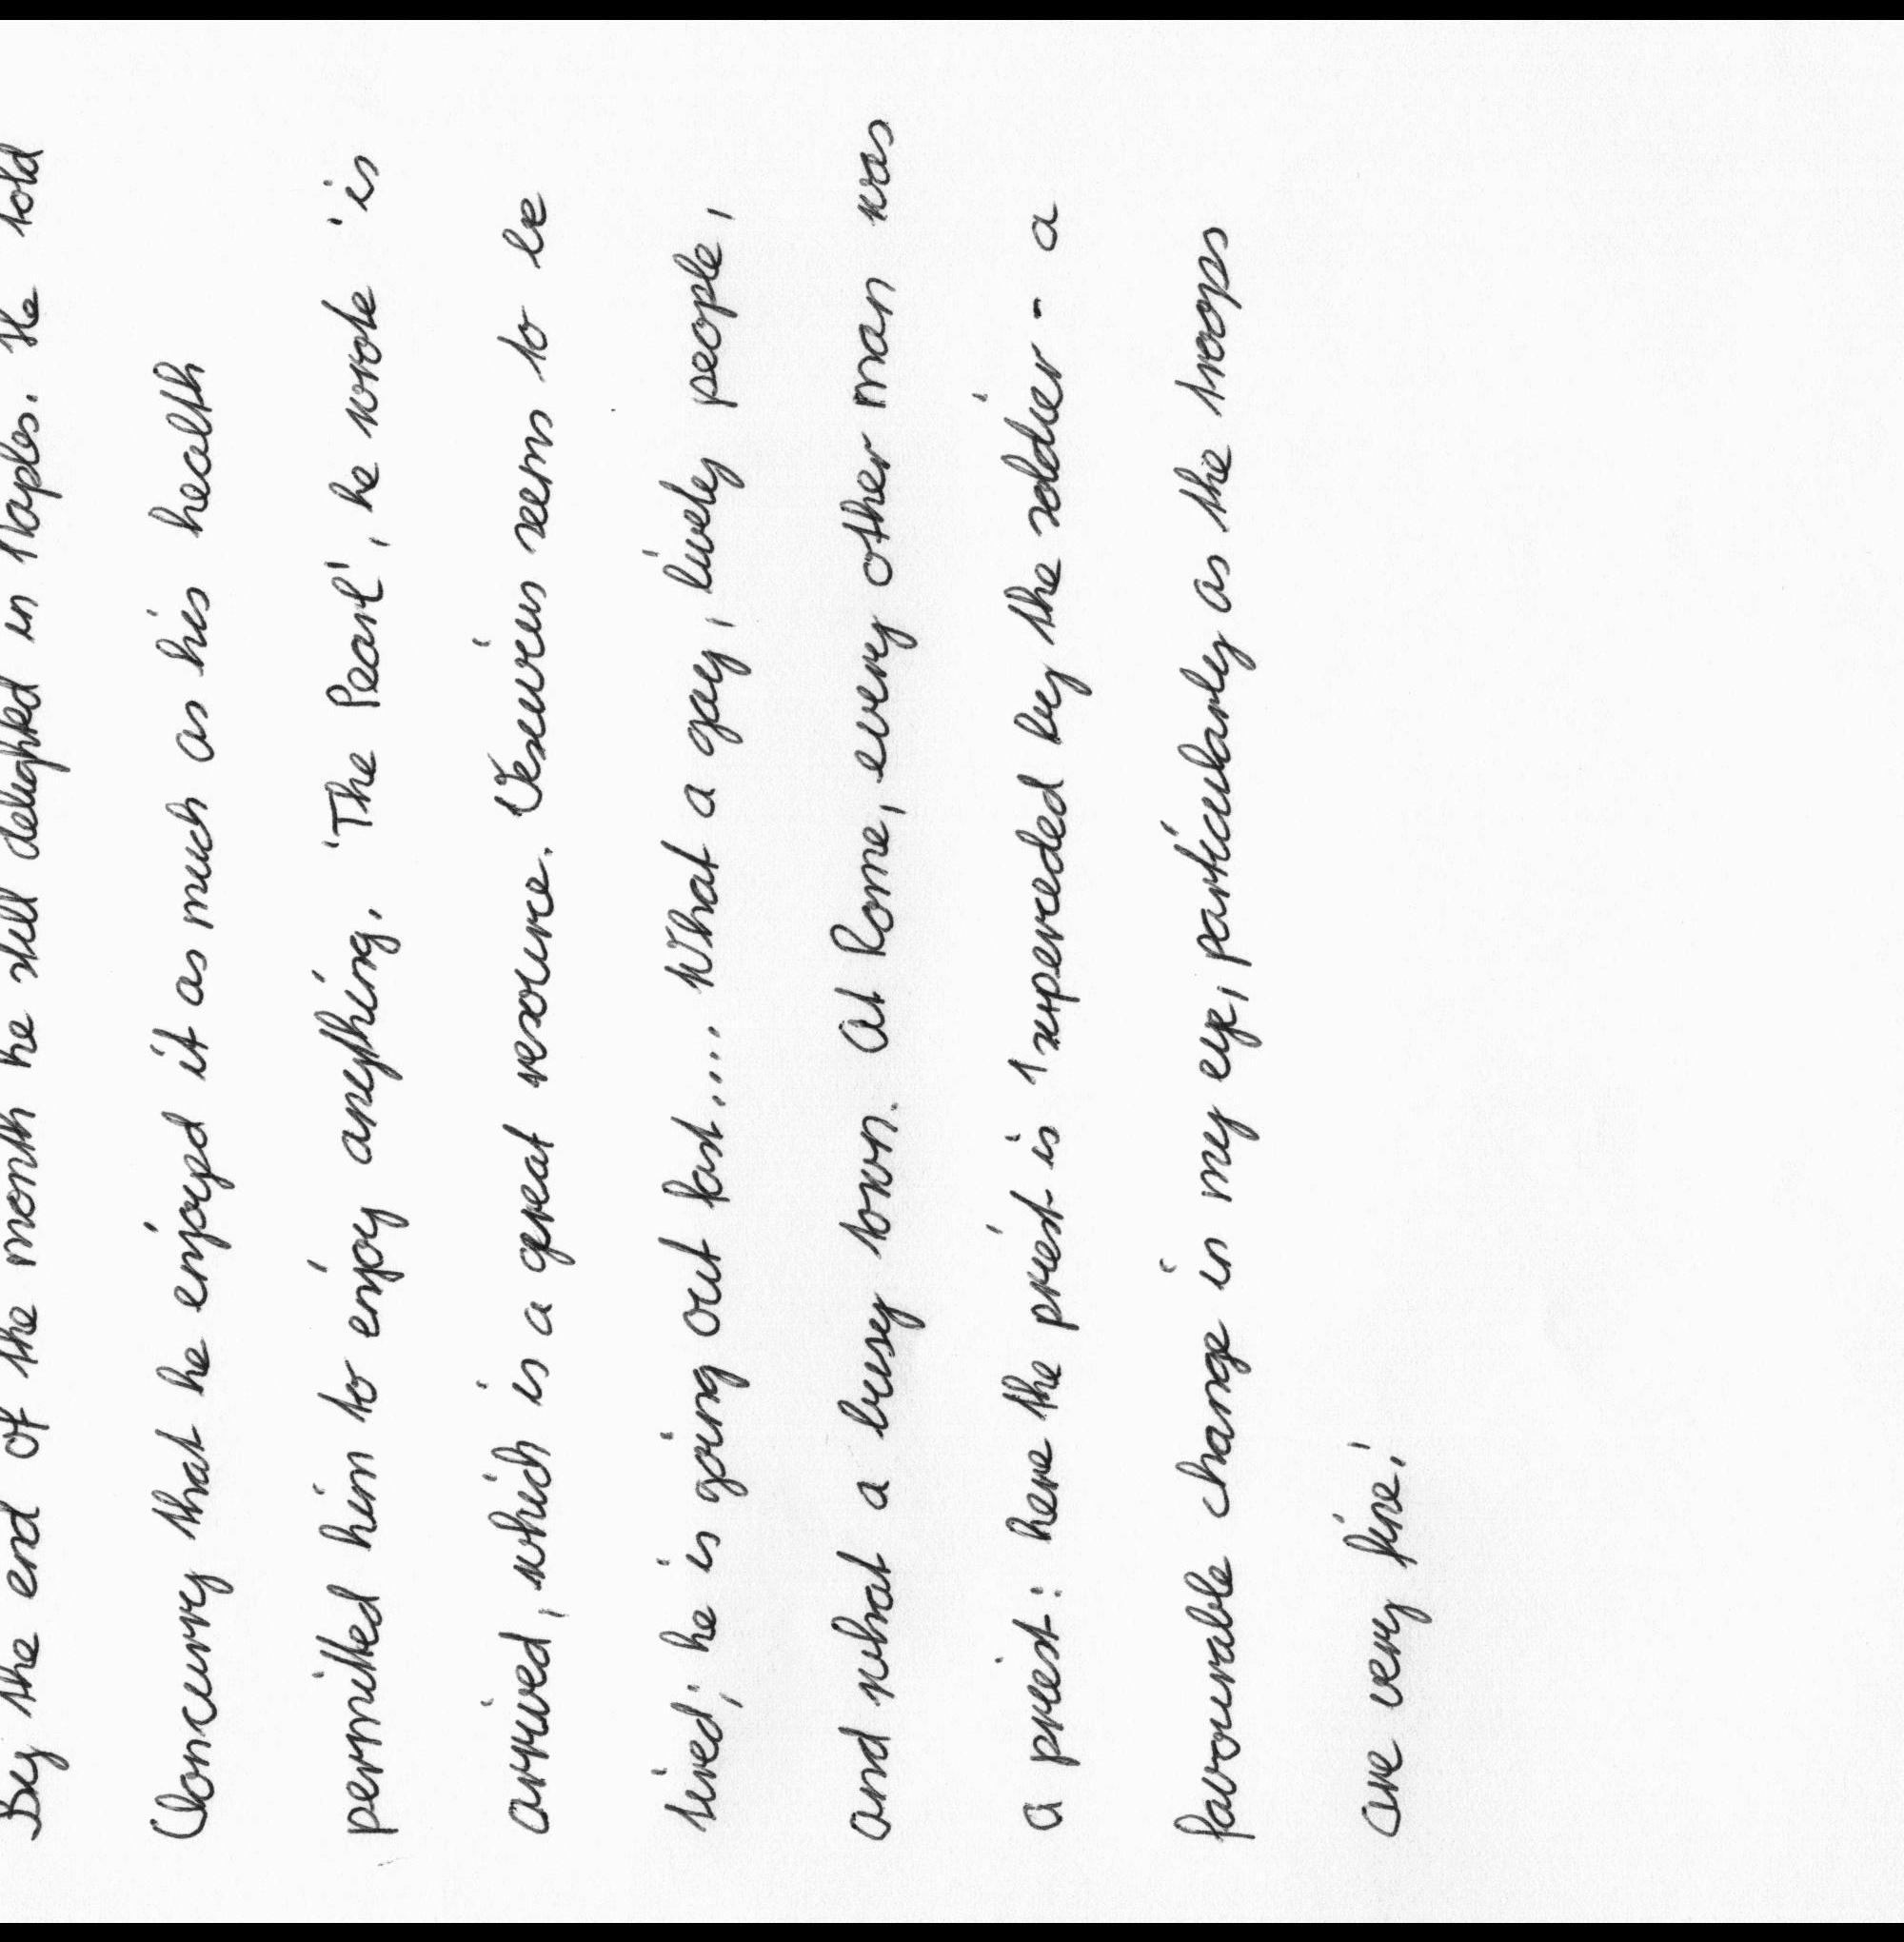 By the end of the month he still delighted in Naples. He told
Concurry that he enjoyed it as much as his health
permitted him to enjoy anything. 'The Pearl', he wrote 'is
arrived, which is a great resource. Vesuvius seems to be
tired; he is going out fast.... What a gay, lively people,
and what a busy town. At Rome, every other man was
a priest: here the priest is superceded by the soldier - a
favourable change in my eye, particularly as the troops
are very fine.'